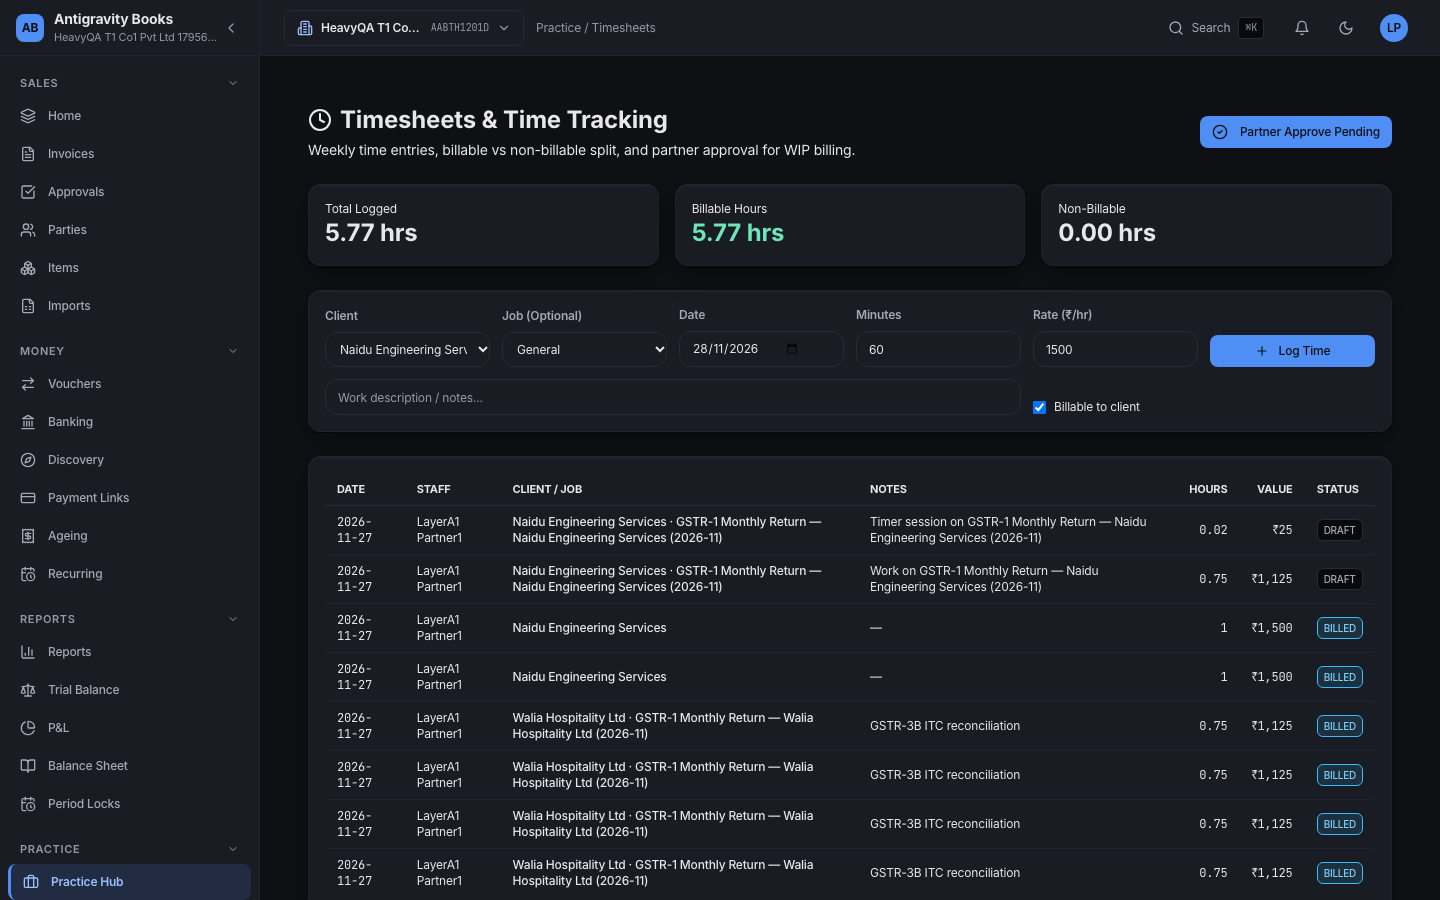 AB
Antigravity Books
HeavyQA T1 Co1 Pvt Ltd 17956...
HeavyQA T1 Co...
AABTH1201D
Practice / Timesheets
Search
⌘K
LP
SALES
Home
Invoices
Approvals
Parties
Items
Imports
MONEY
Vouchers
Banking
Discovery
Payment Links
Ageing
Recurring
REPORTS
Reports
Trial Balance
P&L
Balance Sheet
Period Locks
PRACTICE
Practice Hub
Timesheets & Time Tracking
Weekly time entries, billable vs non-billable split, and partner approval for WIP billing.
Partner Approve Pending
Total Logged
5.77 hrs
Billable Hours
5.77 hrs
Non-Billable
0.00 hrs
Client
Job (Optional)
Date
Minutes
Rate (₹/hr)
Naidu Engineering Serv
General
28/11/2026
60
1500
Log Time
Work description / notes...
Billable to client
DATE STAFF CLIENT / JOB NOTES HOURS VALUE STATUS
2026-11-27 LayerA1 Partner1 Naidu Engineering Services · GSTR-1 Monthly Return — Naidu Engineering Services (2026-11) Timer session on GSTR-1 Monthly Return — Naidu Engineering Services (2026-11) 0.02 ₹25 DRAFT
2026-11-27 LayerA1 Partner1 Naidu Engineering Services · GSTR-1 Monthly Return — Naidu Engineering Services (2026-11) Work on GSTR-1 Monthly Return — Naidu Engineering Services (2026-11) 0.75 ₹1,125 DRAFT
2026-11-27 LayerA1 Partner1 Naidu Engineering Services — 1 ₹1,500 BILLED
2026-11-27 LayerA1 Partner1 Naidu Engineering Services — 1 ₹1,500 BILLED
2026-11-27 LayerA1 Partner1 Walia Hospitality Ltd · GSTR-1 Monthly Return — Walia Hospitality Ltd (2026-11) GSTR-3B ITC reconciliation 0.75 ₹1,125 BILLED
2026-11-27 LayerA1 Partner1 Walia Hospitality Ltd · GSTR-1 Monthly Return — Walia Hospitality Ltd (2026-11) GSTR-3B ITC reconciliation 0.75 ₹1,125 BILLED
2026-11-27 LayerA1 Partner1 Walia Hospitality Ltd · GSTR-1 Monthly Return — Walia Hospitality Ltd (2026-11) GSTR-3B ITC reconciliation 0.75 ₹1,125 BILLED
2026-11-27 LayerA1 Partner1 Walia Hospitality Ltd · GSTR-1 Monthly Return — Walia Hospitality Ltd (2026-11) GSTR-3B ITC reconciliation 0.75 ₹1,125 BILLED